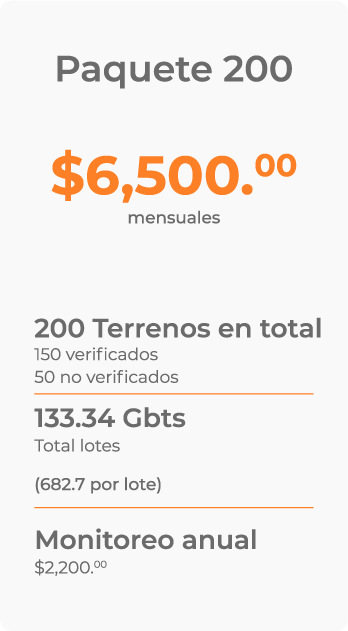 Paquete 200
$6,500.00
mensuales
200 Terrenos en total
150 verificados
50 no verificados
133.34 Gbts
Total lotes
(682.7 por lote)
Monitoreo anual
$2,200.00